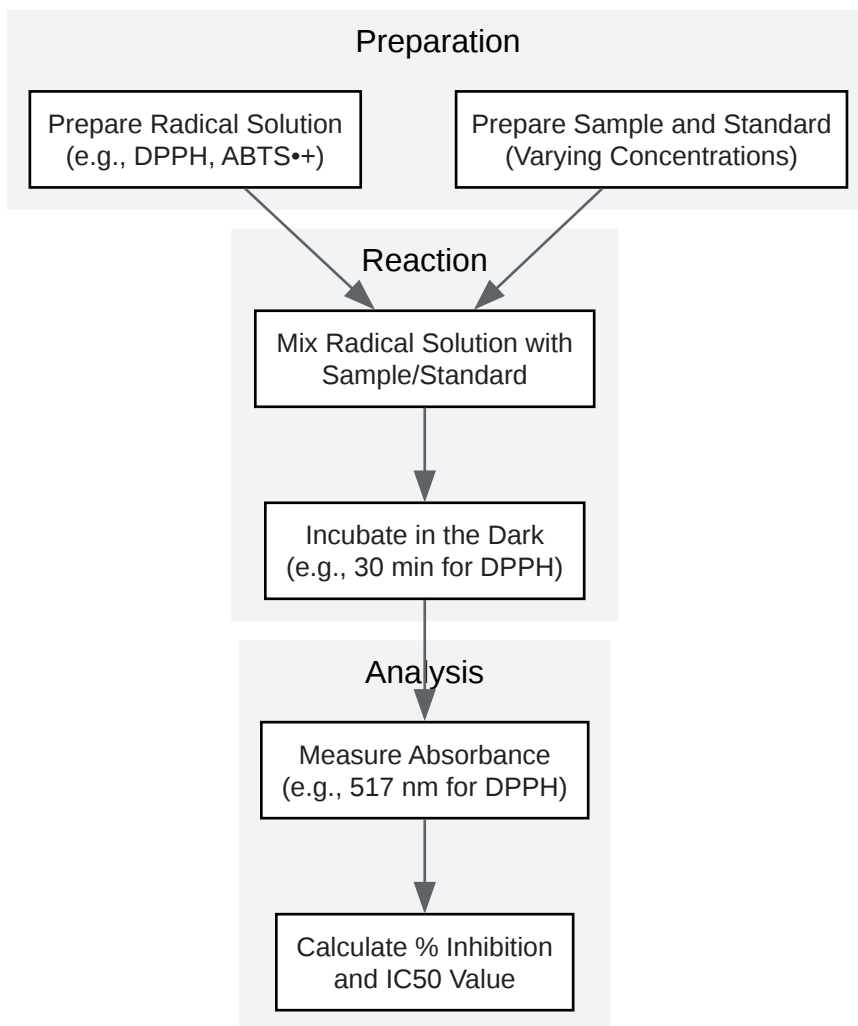 Preparation
Prepare Radical Solution
(e.g., DPPH, ABTS•+)
Prepare Sample and Standard
(Varying Concentrations)
Reaction
Mix Radical Solution with
Sample/Standard
Incubate in the Dark
(e.g., 30 min for DPPH)
Analysis
Measure Absorbance
(e.g., 517 nm for DPPH)
Calculate % Inhibition
and IC50 Value